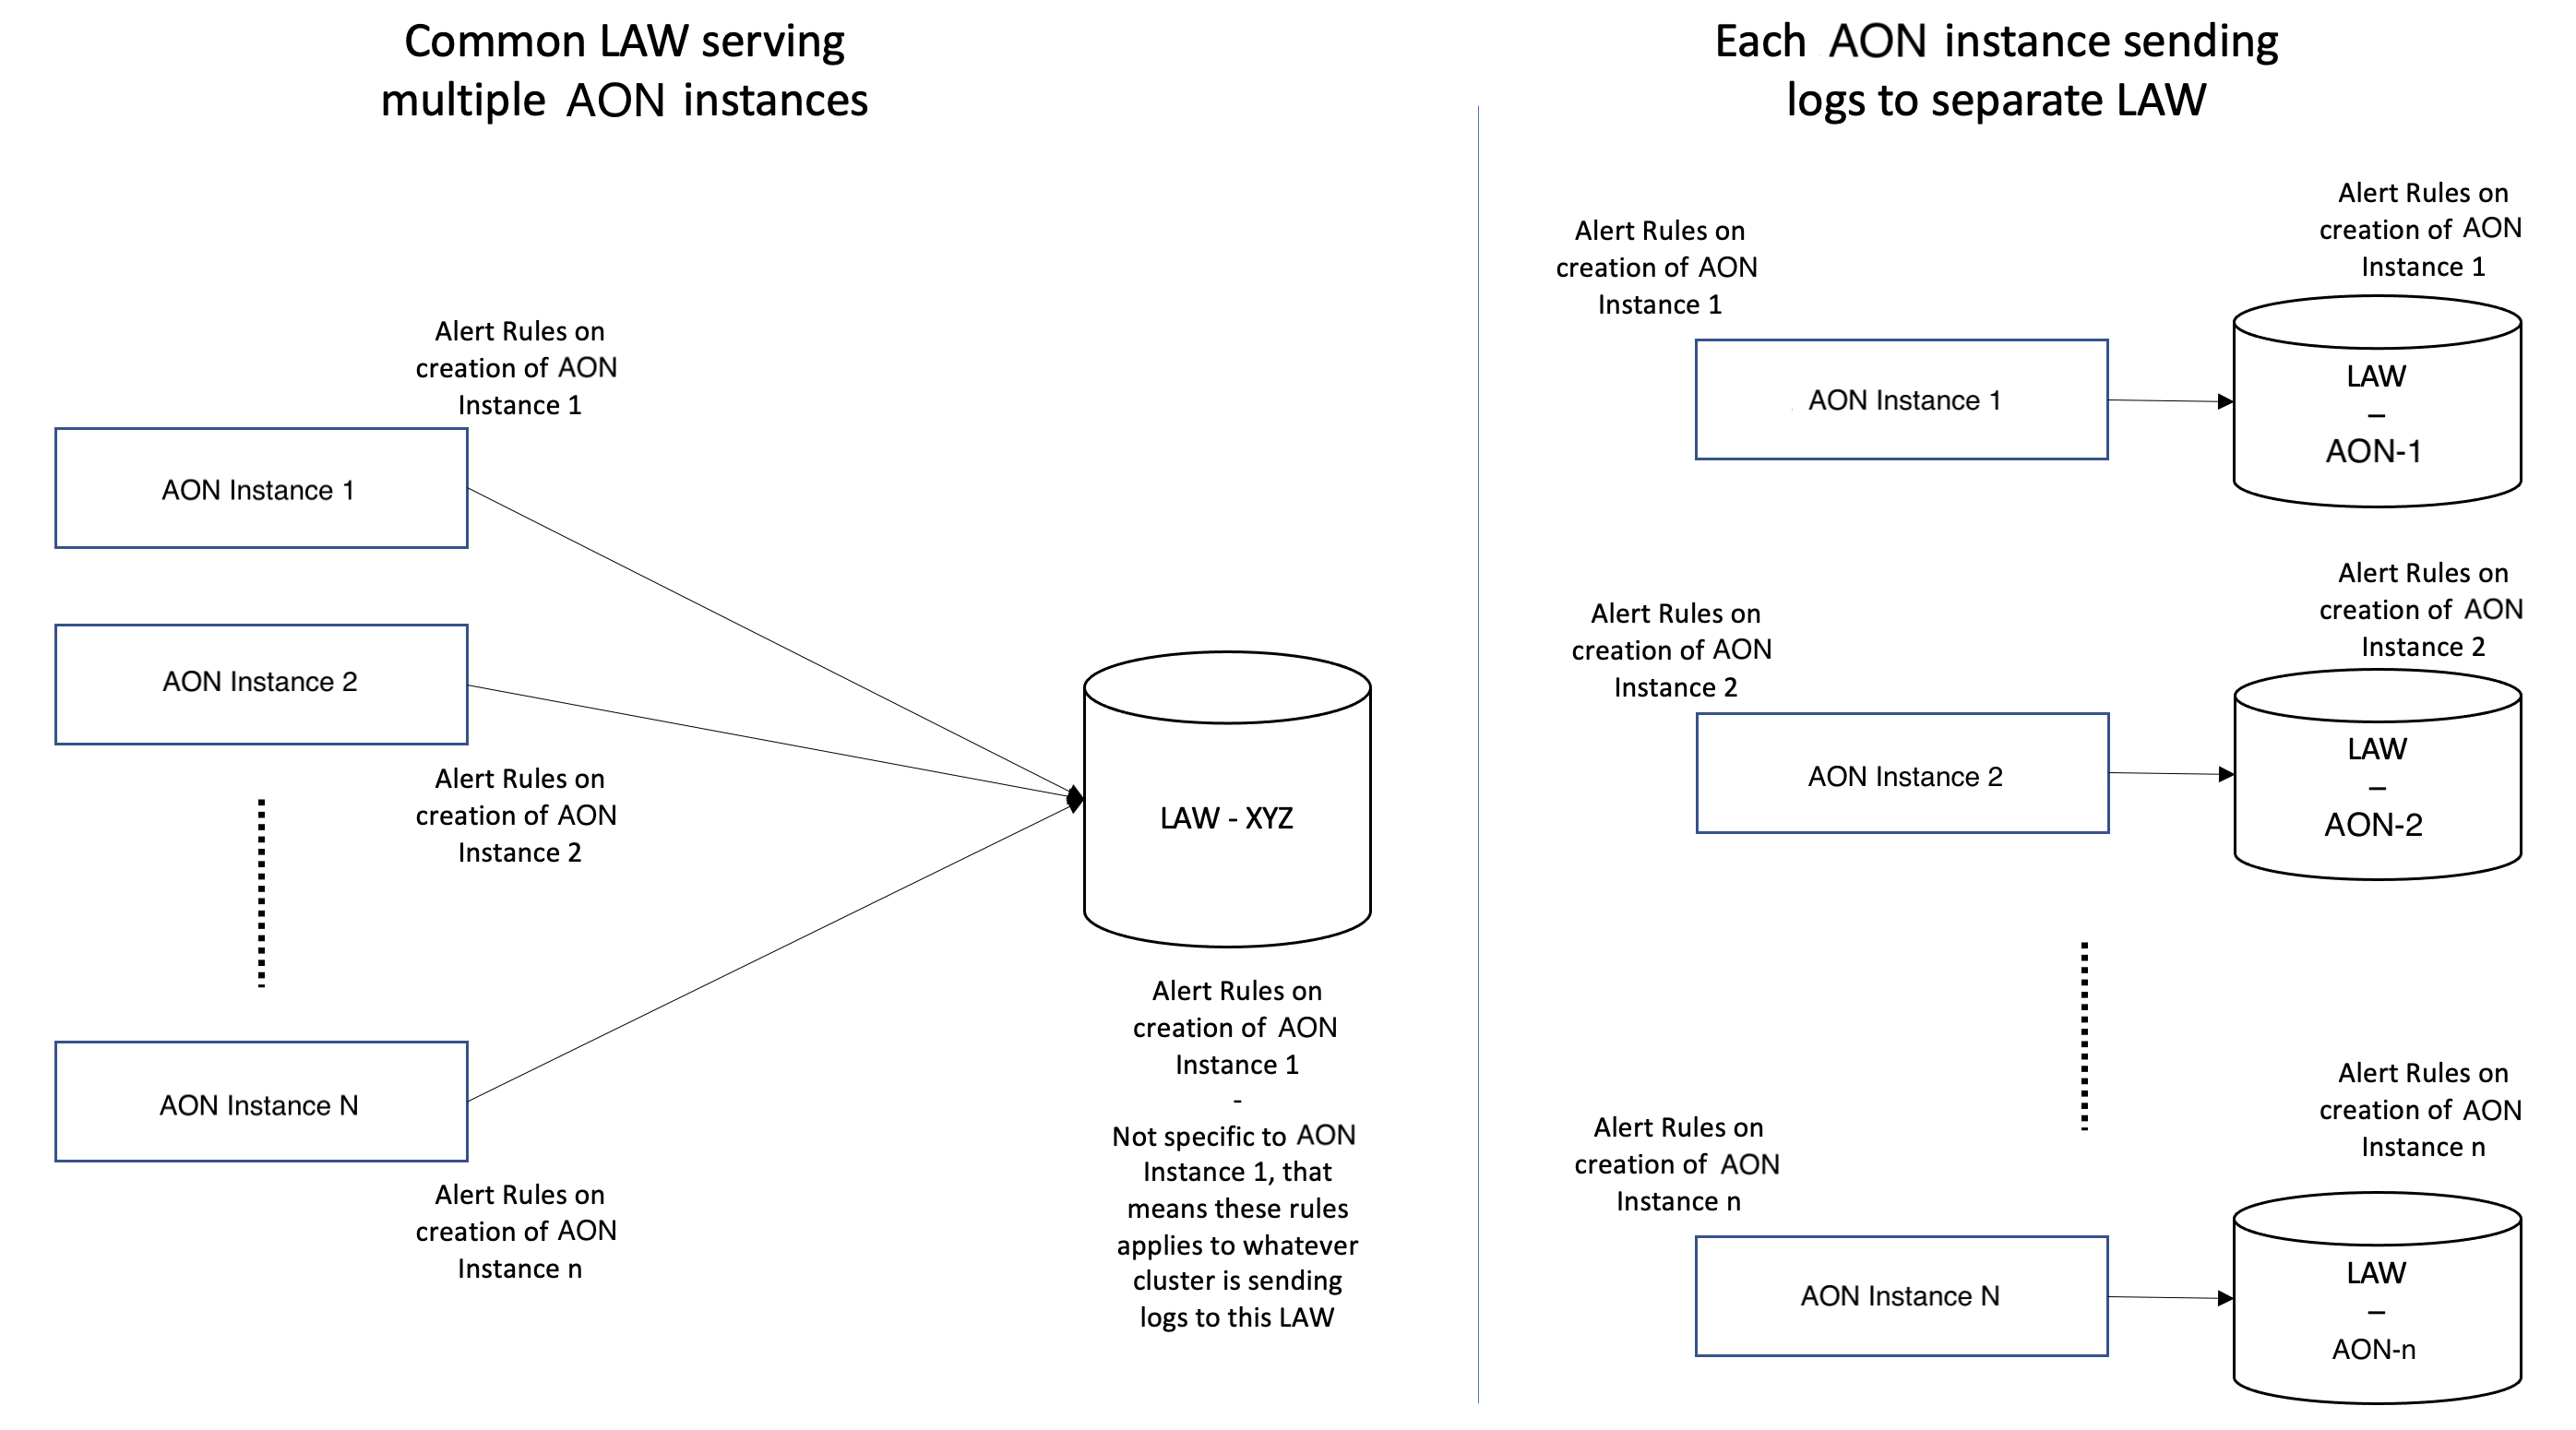 Common LAW serving
multiple AON instances
Alert Rules on
creation of AON
Instance 1
AON Instance 1
AON Instance 2
Alert Rules on
creation of AON
Instance 2
AON Instance N
Alert Rules on
creation of AON
Instance n
LAW - XYZ
Alert Rules on
creation of AON
Instance 1
-
Not specific to AON
Instance 1, that
means these rules
applies to whatever
cluster is sending
logs to this LAW
Each AON instance sending
logs to separate LAW
Alert Rules on
creation of AON
Instance 1
AON Instance 1
Alert Rules on
creation of AON
Instance 1
LAW
–
AON-1
Alert Rules on
creation of AON
Instance 2
AON Instance 2
Alert Rules on
creation of AON
Instance 2
LAW
–
AON-2
Alert Rules on
creation of AON
Instance n
AON Instance N
Alert Rules on
creation of AON
Instance n
LAW
–
AON-n